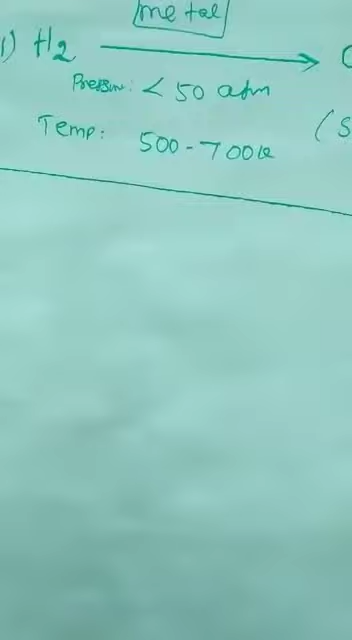 metal
1) H2 → C
Pressure: < 50 atm
Temp: 500 - 700k (S